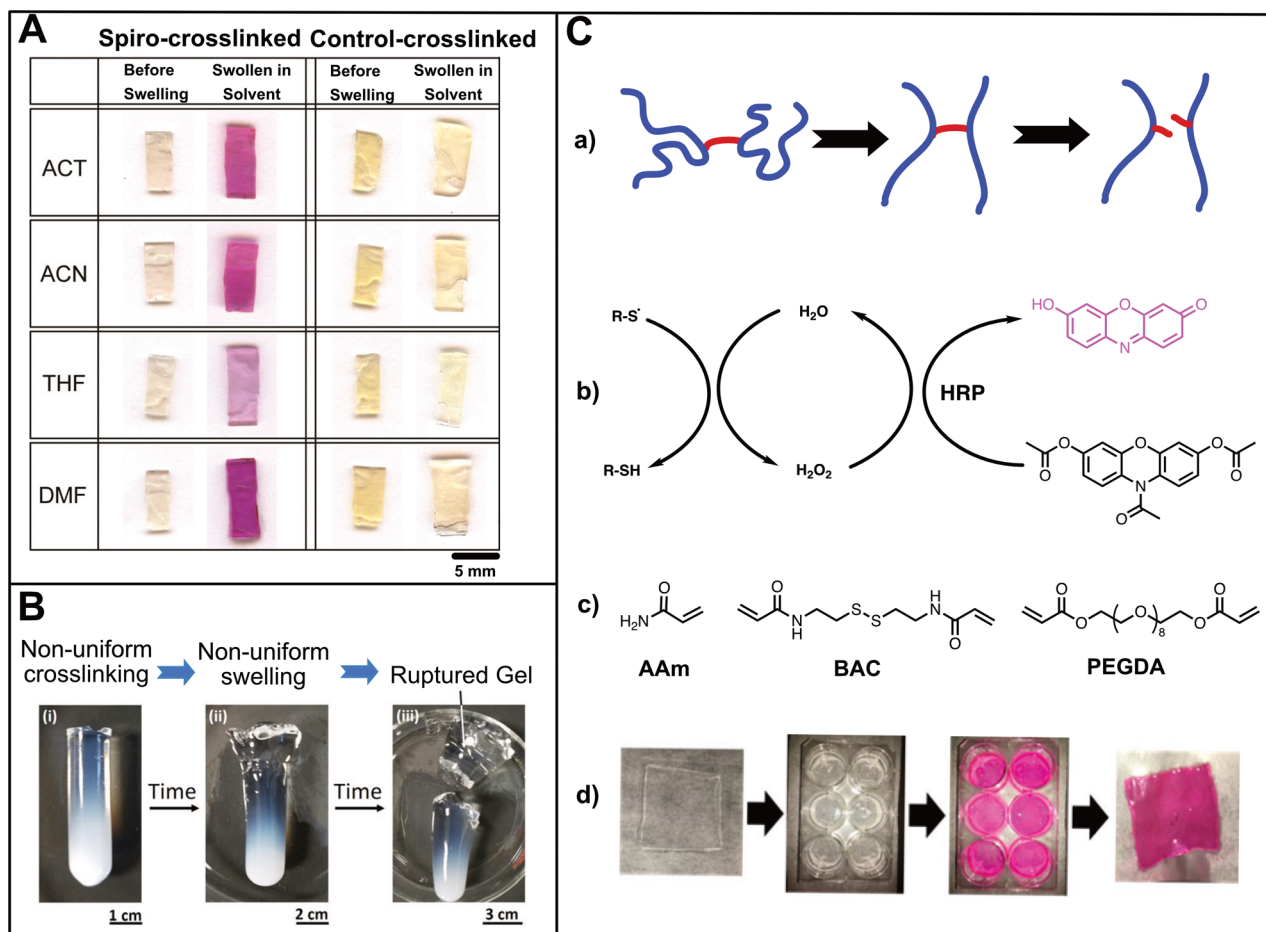 A
Spiro-crosslinked Control-crosslinked
Before Swelling
Swollen in Solvent
Before Swelling
Swollen in Solvent
ACT
ACN
THF
DMF
5 mm
B
Non-uniform crosslinking
Non-uniform swelling
Ruptured Gel
(i)
(ii)
(iii)
Time
Time
1 cm
2 cm
3 cm
C
a)
b)
R-S•
H2O
HO
O
O
N
HRP
R-SH
H2O2
O
O
O
O
O
N
O
c)
O
H2N
O
N
H
S
S
H
N
O
O
O
O
8
O
O
AAm
BAC
PEGDA
d)